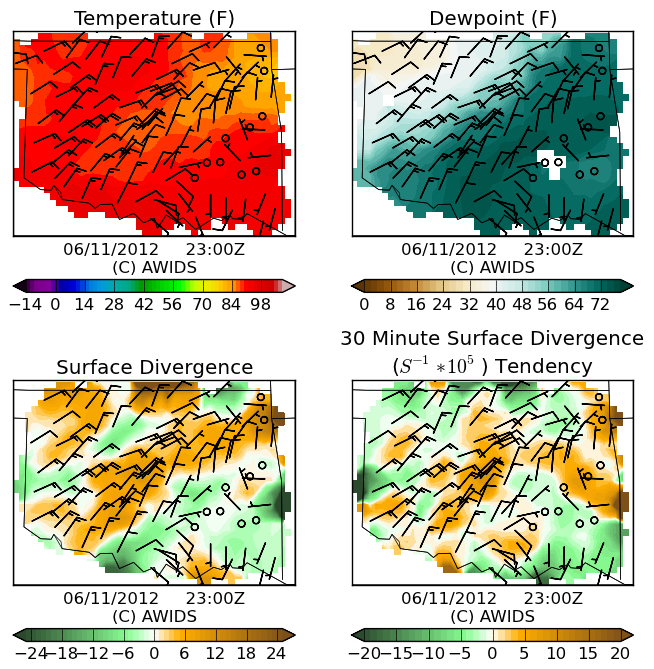 Temperature (F) Dewpoint (F)
06/11/2012 23:00Z 06/11/2012 23:00Z
(C) AWIDS (C) AWIDS
−14 0 14 28 42 56 70 84 98 0 8 16 24 32 40 48 56 64 72
30 Minute Surface Divergence
Surface Divergence (S⁻¹ *10⁵ ) Tendency
06/11/2012 23:00Z 06/11/2012 23:00Z
(C) AWIDS (C) AWIDS
−24 −18 −12 −6 0 6 12 18 24 −20 −15 −10 −5 0 5 10 15 20